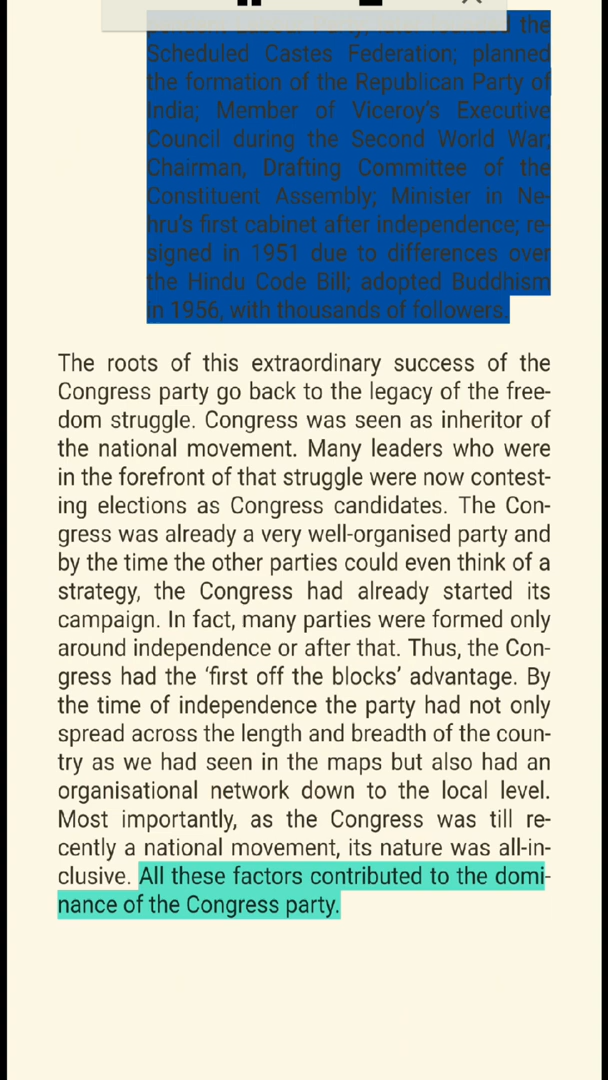 the
Scheduled Castes Federation; planned
the formation of the Republican Party of
India; Member of Viceroy's Executive
Council during the Second World War;
Chairman, Drafting Committee of the
Constituent Assembly; Minister in Ne-
hru's first cabinet after independence; re-
signed in 1951 due to differences over
the Hindu Code Bill; adopted Buddhism
in 1956, with thousands of followers.
The roots of this extraordinary success of the
Congress party go back to the legacy of the free-
dom struggle. Congress was seen as inheritor of
the national movement. Many leaders who were
in the forefront of that struggle were now contest-
ing elections as Congress candidates. The Con-
gress was already a very well-organised party and
by the time the other parties could even think of a
strategy, the Congress had already started its
campaign. In fact, many parties were formed only
around independence or after that. Thus, the Con-
gress had the ‘first off the blocks’ advantage. By
the time of independence the party had not only
spread across the length and breadth of the coun-
try as we had seen in the maps but also had an
organisational network down to the local level.
Most importantly, as the Congress was till re-
cently a national movement, its nature was all-in-
clusive. All these factors contributed to the domi-
nance of the Congress party.